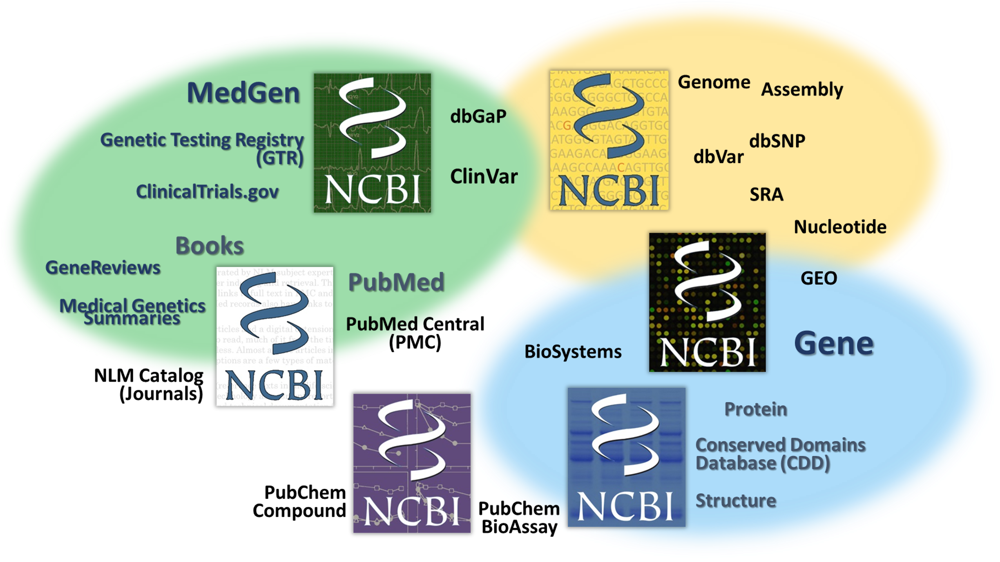 MedGen
Genetic Testing Registry
(GTR)
ClinicalTrials.gov
NCBI
dbGaP
ClinVar
NCBI
Genome
Assembly
dbSNP
dbVar
SRA
Nucleotide
Books
GeneReviews
Medical Genetics
Summaries
NLM Catalog
(Journals)
NCBI
PubMed
PubMed Central
(PMC)
NCBI
GEO
Gene
BioSystems
PubChem
Compound
NCBI
PubChem
BioAssay
NCBI
Protein
Conserved Domains
Database (CDD)
Structure